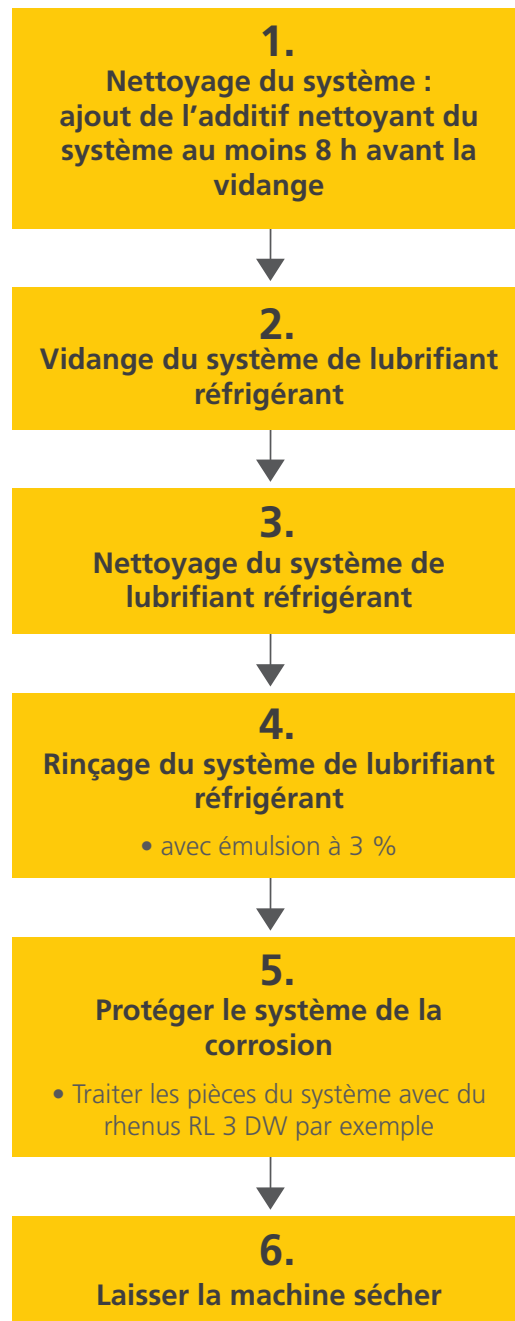 1.
Nettoyage du système :
ajout de l’additif nettoyant du
système au moins 8 h avant la
vidange
2.
Vidange du système de lubrifiant
réfrigérant
3.
Nettoyage du système de
lubrifiant réfrigérant
4.
Rinçage du système de lubrifiant
réfrigérant
• avec émulsion à 3 %
5.
Protéger le système de la
corrosion
• Traiter les pièces du système avec du
rhenus RL 3 DW par exemple
6.
Laisser la machine sécher